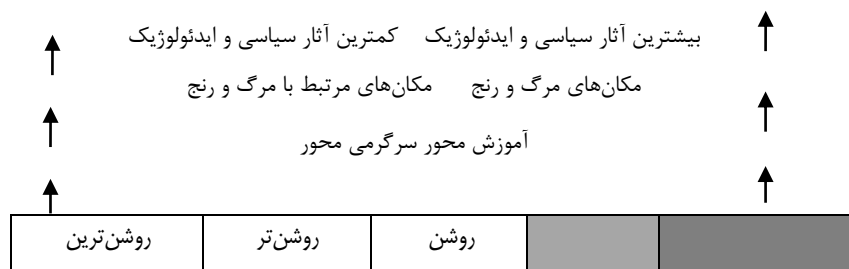 بیشترین آثار سیاسی و ایدئولوژیک کمترین آثار سیاسی و ایدئولوژیک
مکان‌های مرگ و رنج مکان‌های مرتبط با مرگ و رنج
آموزش محور سرگرمی محور
روشن روشن‌تر روشن‌ترین